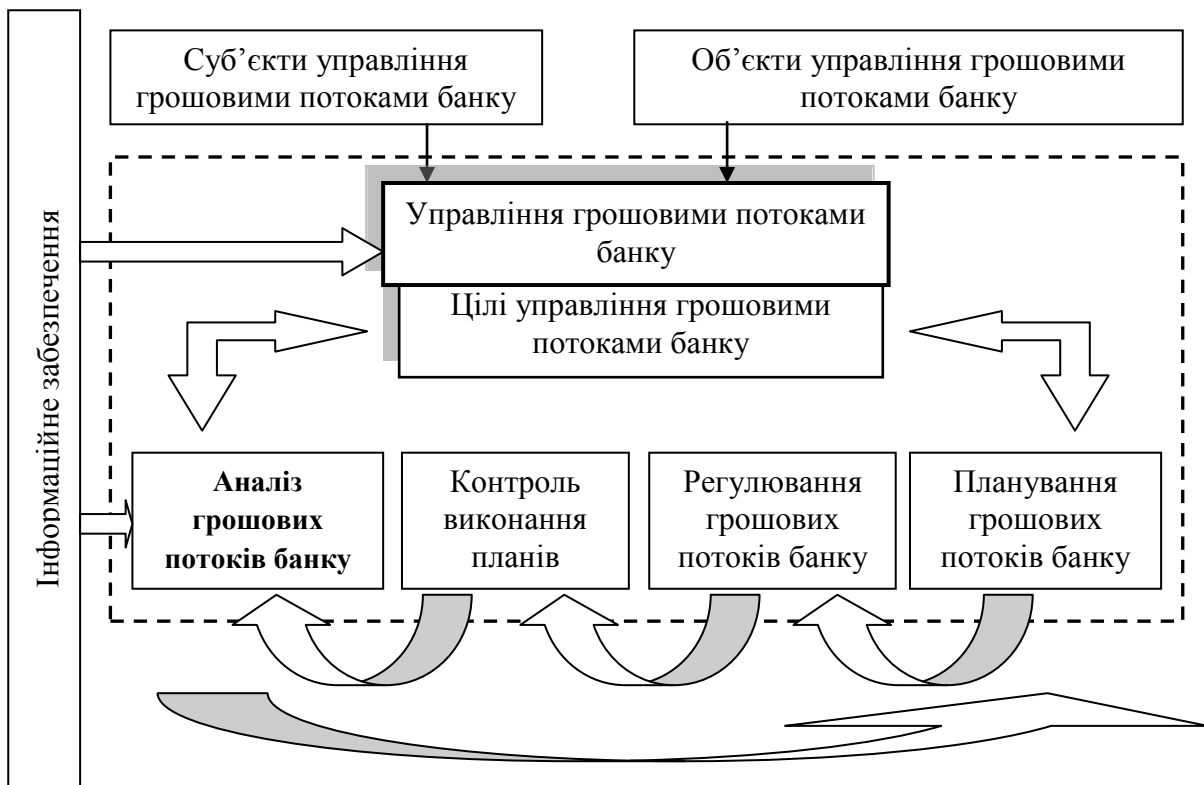 Інформаційне забезпечення
Суб’єкти управління
грошовими потоками банку
Об’єкти управління грошовими
потоками банку
Управління грошовими потоками
банку
Цілі управління грошовими
потоками банку
Аналіз
грошових
потоків банку
Контроль
виконання
планів
Регулювання
грошових
потоків банку
Планування
грошових
потоків банку